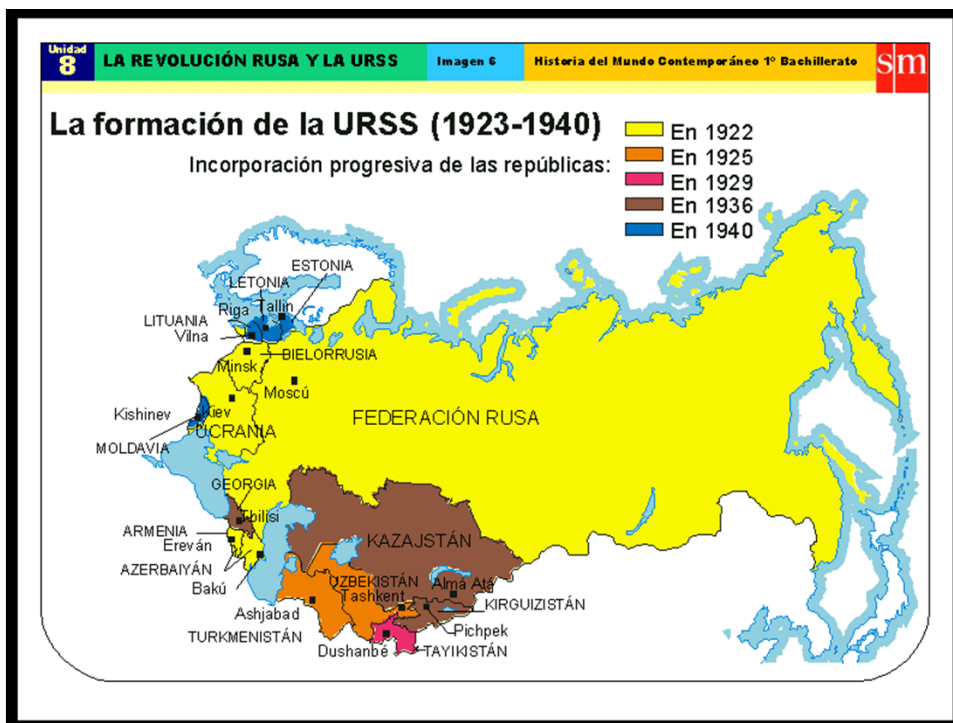 Unidad
8
LA REVOLUCIÓN RUSA Y LA URSS
Imagen 6
Historia del Mundo Contemporáneo 1º Bachillerato
sm
La formación de la URSS (1923-1940)
Incorporación progresiva de las repúblicas:
En 1922
En 1925
En 1929
En 1936
En 1940
ESTONIA
LETONIA
Riga
Tallin
LITUANIA
Vilna
BIELORRUSIA
Minsk
Moscú
Kishinev
Kiev
FEDERACIÓN RUSA
UCRANIA
MOLDAVIA
GEORGIA
Tbilisi
ARMENIA
Ereván
KAZAJSTÁN
AZERBAIYÁN
Bakú
UZBEKISTÁN
Alma Atá
Tashkent
KIRGUIZISTÁN
Ashjabad
Pichpek
TURKMENISTÁN
Dushanbé
TAYIKISTÁN